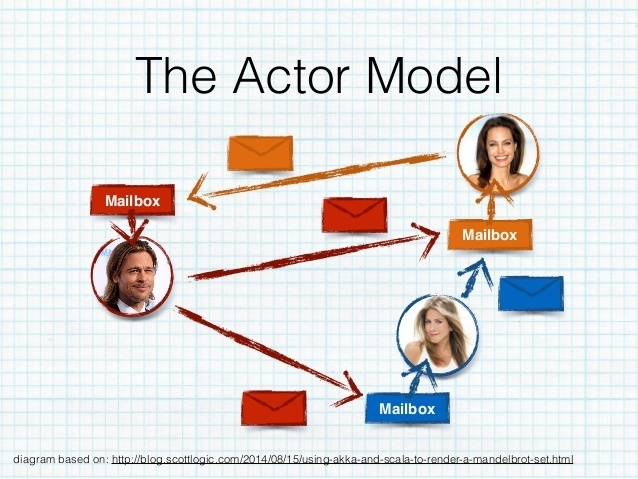 The Actor Model
Mailbox
Mailbox
Mailbox
diagram based on: http://blog.scottlogic.com/2014/08/15/using-akka-and-scala-to-render-a-mandelbrot-set.html